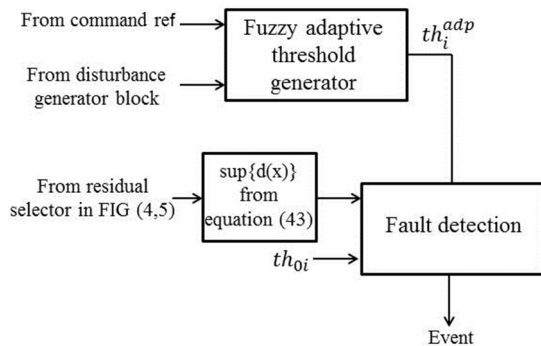 From command ref
From disturbance
generator block
Fuzzy adaptive
threshold
generator
th_i^{adp}
From residual
selector in FIG (4,5)
sup{d(x)}
from
equation (43)
th_{0i}
Fault detection
Event